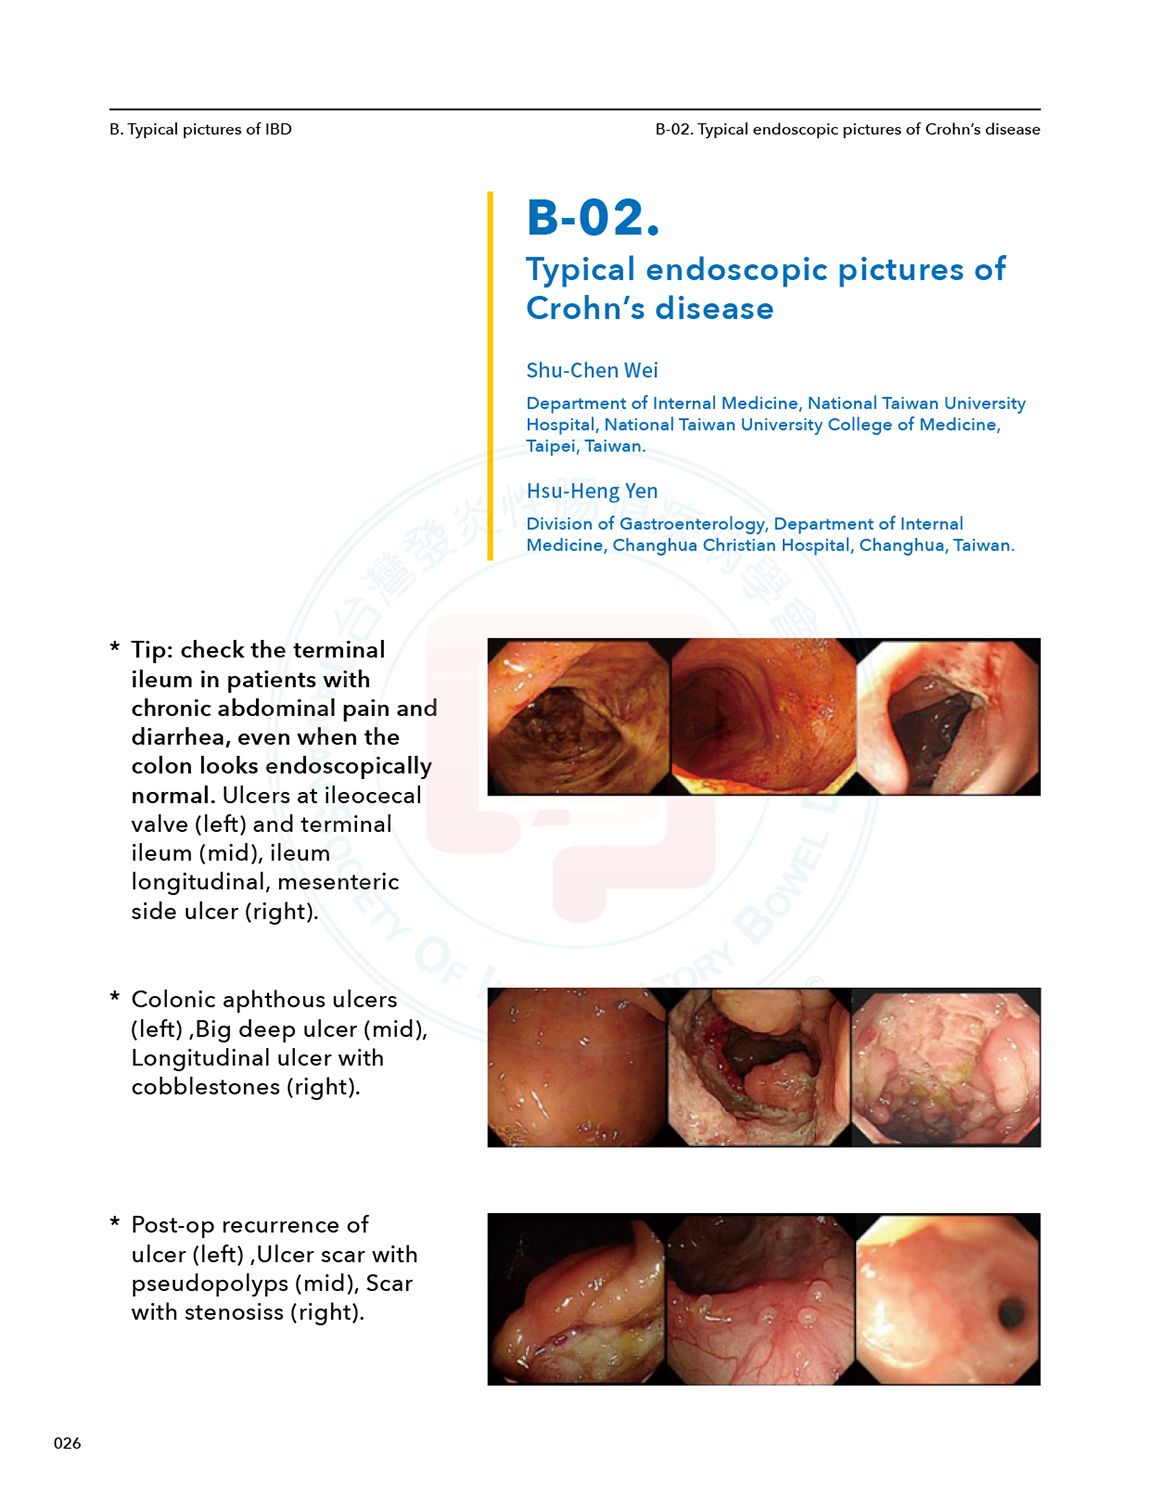 B. Typical pictures of IBD
B-02. Typical endoscopic pictures of Crohn's disease
B-02.
Typical endoscopic pictures of
Crohn's disease
Shu-Chen Wei
Department of Internal Medicine, National Taiwan University
Hospital, National Taiwan University College of Medicine,
Taipei, Taiwan.
Hsu-Heng Yen
Division of Gastroenterology, Department of Internal
Medicine, Changhua Christian Hospital, Changhua, Taiwan.
* Tip: check the terminal
ileum in patients with
chronic abdominal pain and
diarrhea, even when the
colon looks endoscopically
normal. Ulcers at ileocecal
valve (left) and terminal
ileum (mid), ileum
longitudinal, mesenteric
side ulcer (right).
* Colonic aphthous ulcers
(left) ,Big deep ulcer (mid),
Longitudinal ulcer with
cobblestones (right).
* Post-op recurrence of
ulcer (left) ,Ulcer scar with
pseudopolyps (mid), Scar
with stenosiss (right).
026